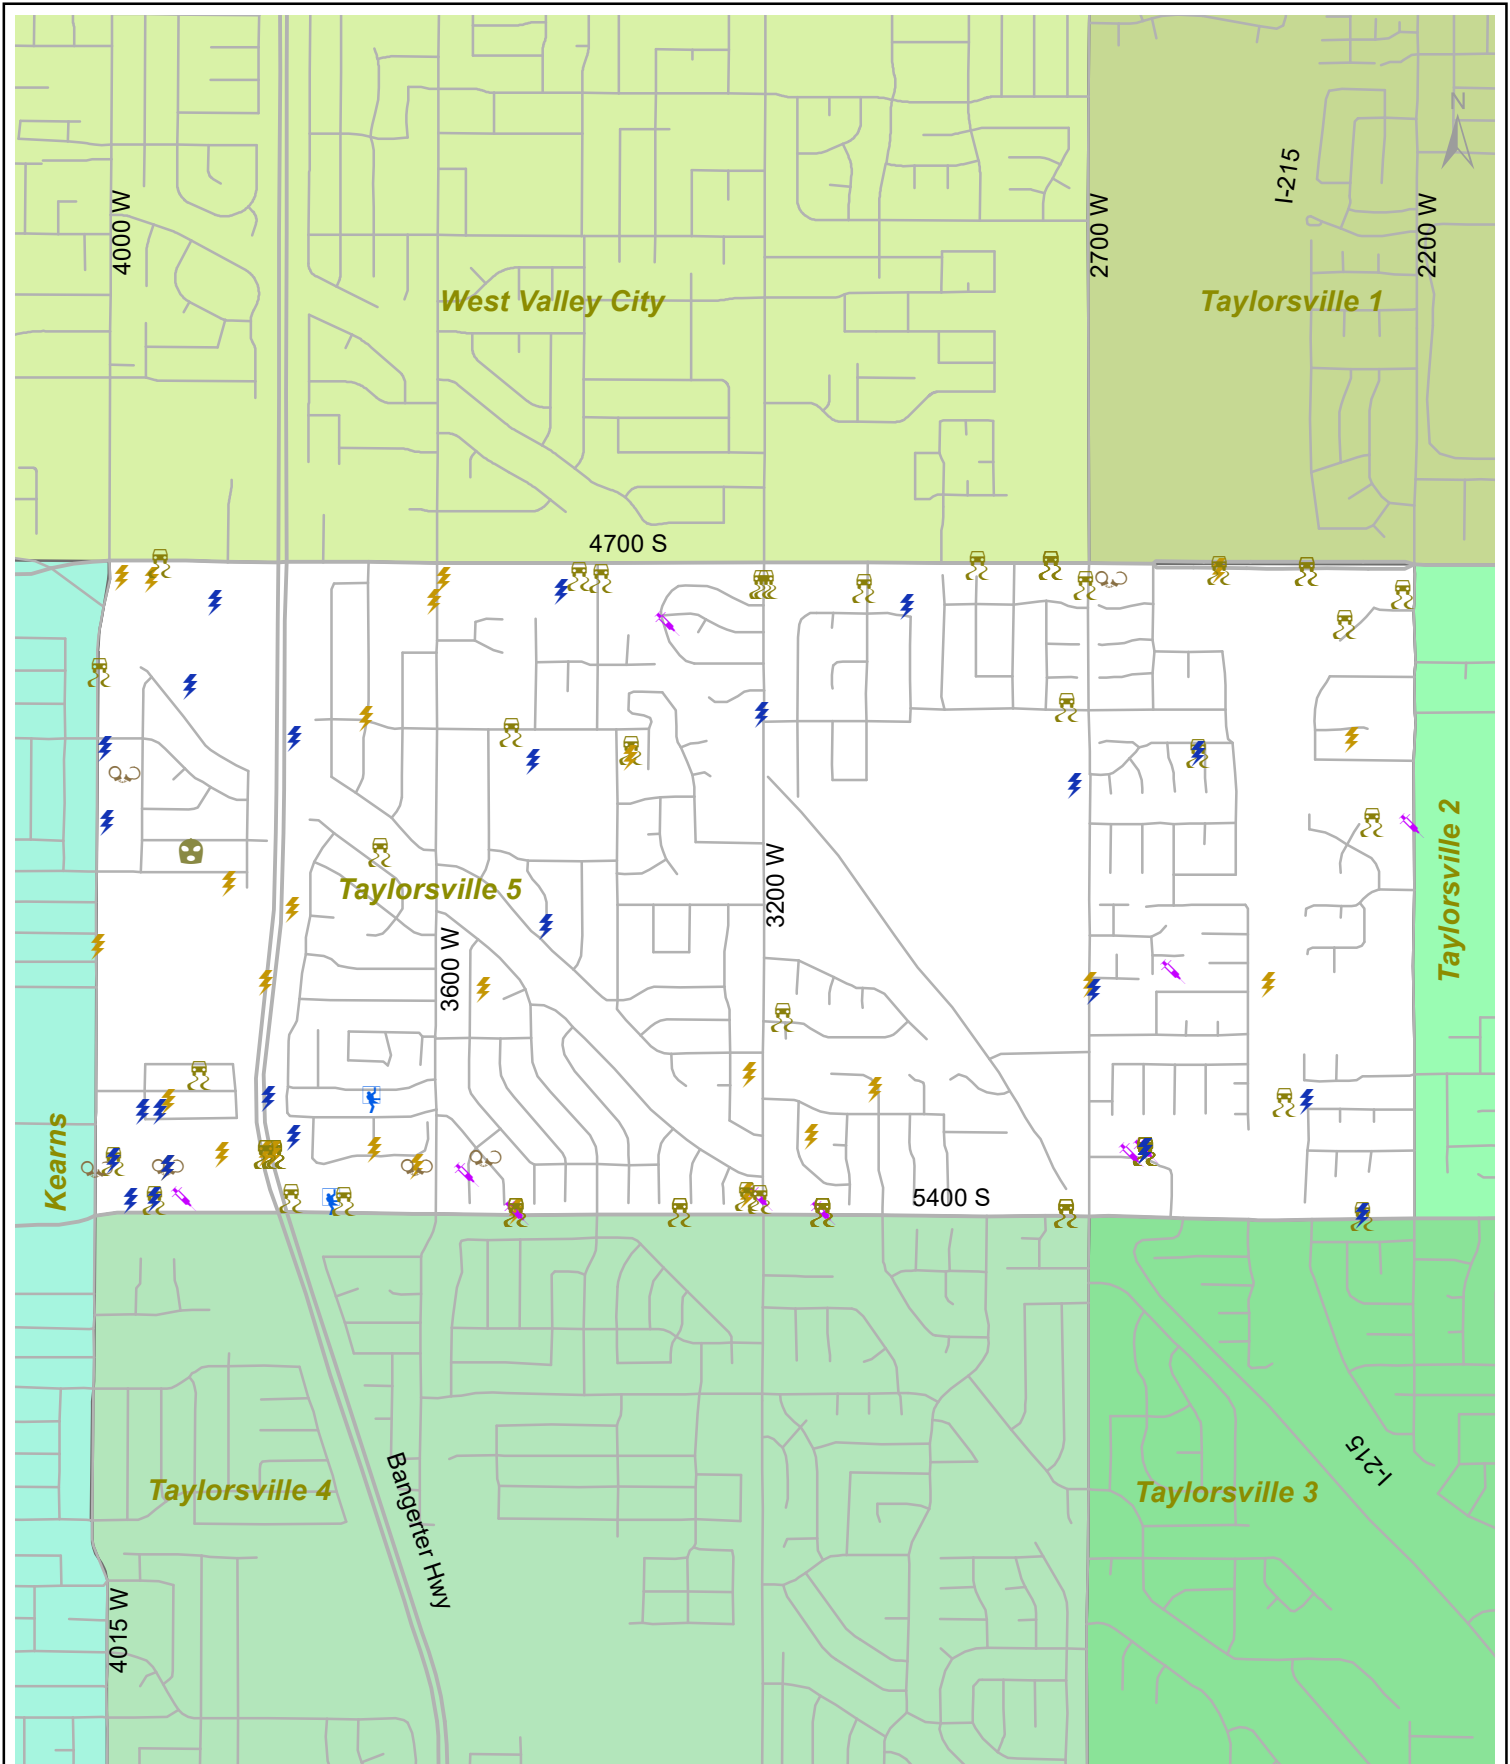 N
I-215
4000 W
2700 W
2200 W
West Valley City
Taylorsville 1
4700 S
Taylorsville 2
3200 W
Taylorsville 5
3600 W
Kearns
5400 S
I-215
Taylorsville 4
Taylorsville 3
Bangerter Hwy
4015 W